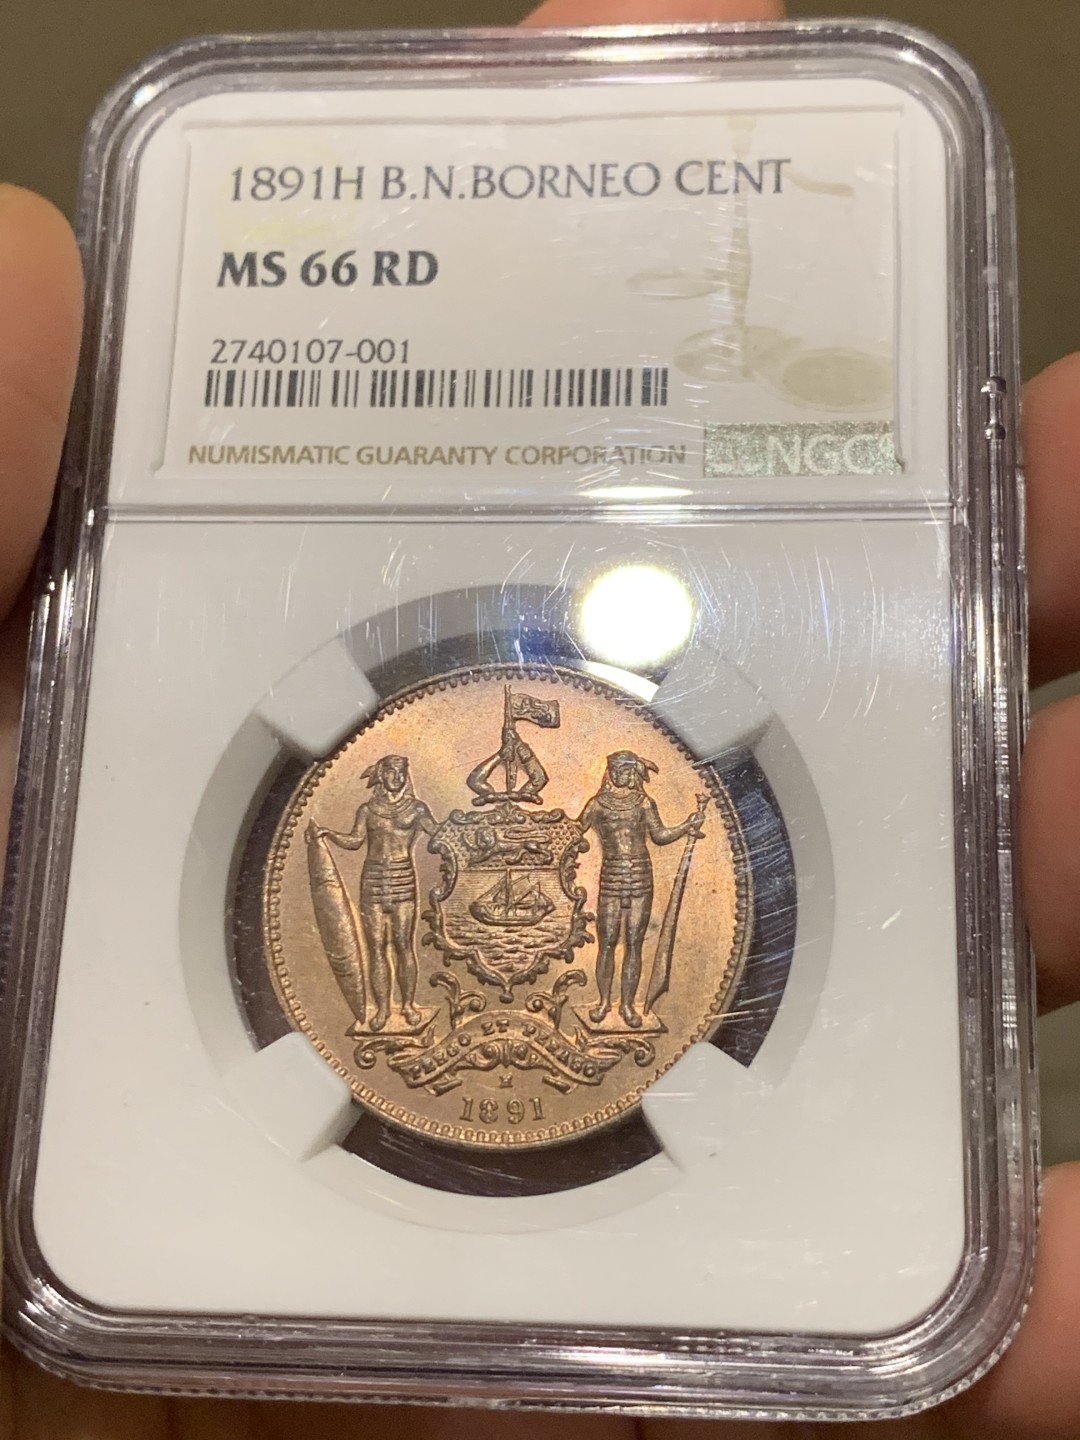 1891H B.N.BORNEO CENT
MS 66 RD
2740107-001
NUMISMATIC GUARANTY CORPORATION
NGC
PERGO ET PERAGO
H
1891